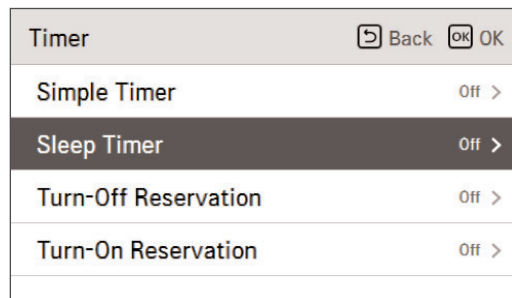 Timer Back OK OK
Simple Timer Off >
Sleep Timer Off >
Turn-Off Reservation Off >
Turn-On Reservation Off >